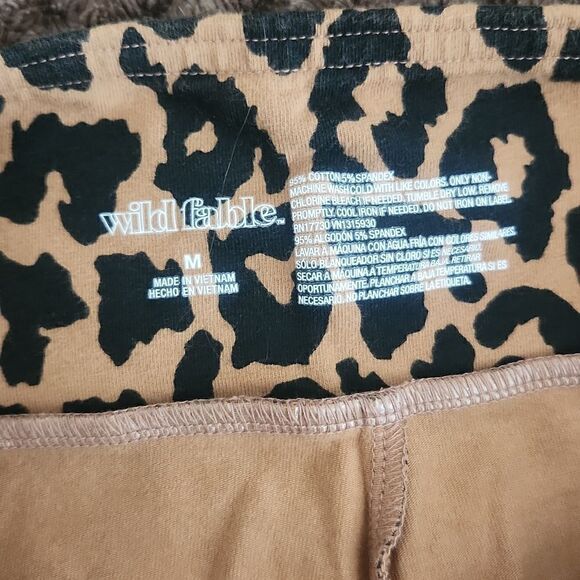 wild fable™
M
MADE IN VIETNAM
HECHO EN VIETNAM
95% COTTON 5% SPANDEX
MACHINE WASH COLD WITH LIKE COLORS. ONLY NON-
CHLORINE BLEACH IF NEEDED. TUMBLE DRY LOW. REMOVE
PROMPTLY. COOL IRON IF NEEDED. DO NOT IRON ON LABEL.
RN17730 VN1315930
95% ALGODÓN 5% SPANDEX
LAVAR A MÁQUINA CON AGUA FRÍA CON COLORES SIMILARES.
SÓLO BLANQUEADOR SIN CLORO SI ES NECESARIO.
SECAR A MÁQUINA A TEMPERATURA BAJA. RETIRAR
OPORTUNAMENTE. PLANCHAR A BAJA TEMPERATURA SI ES
NECESARIO. NO PLANCHAR SOBRE LA ETIQUETA.